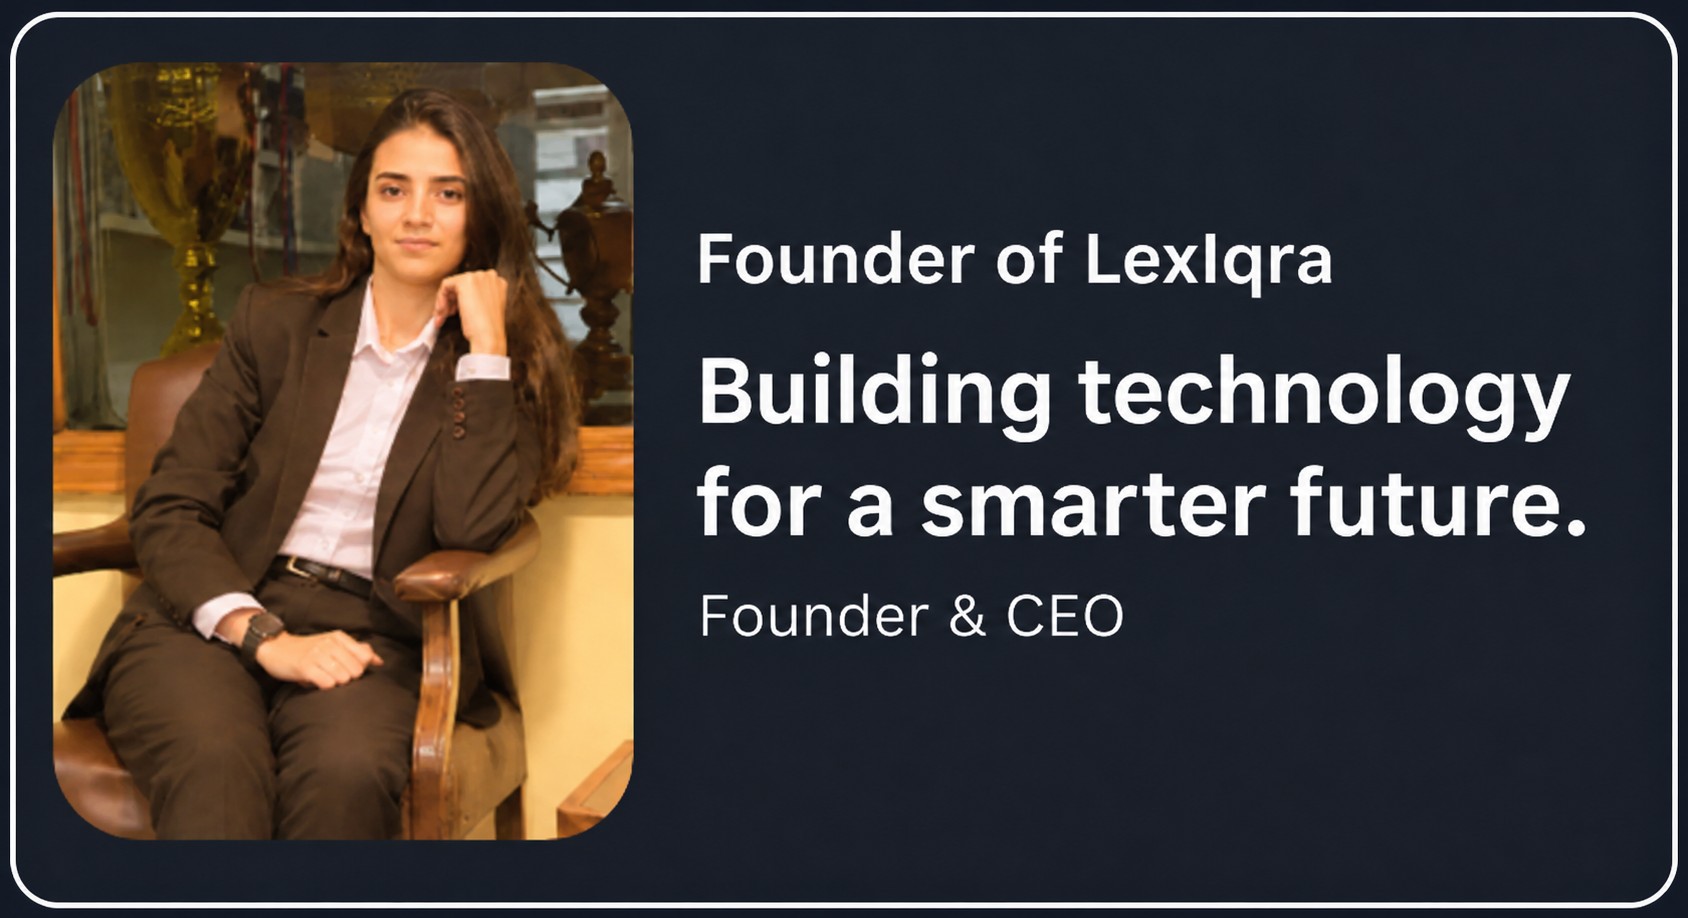 Founder of LexIqra
Building technology
for a smarter future.
Founder & CEO